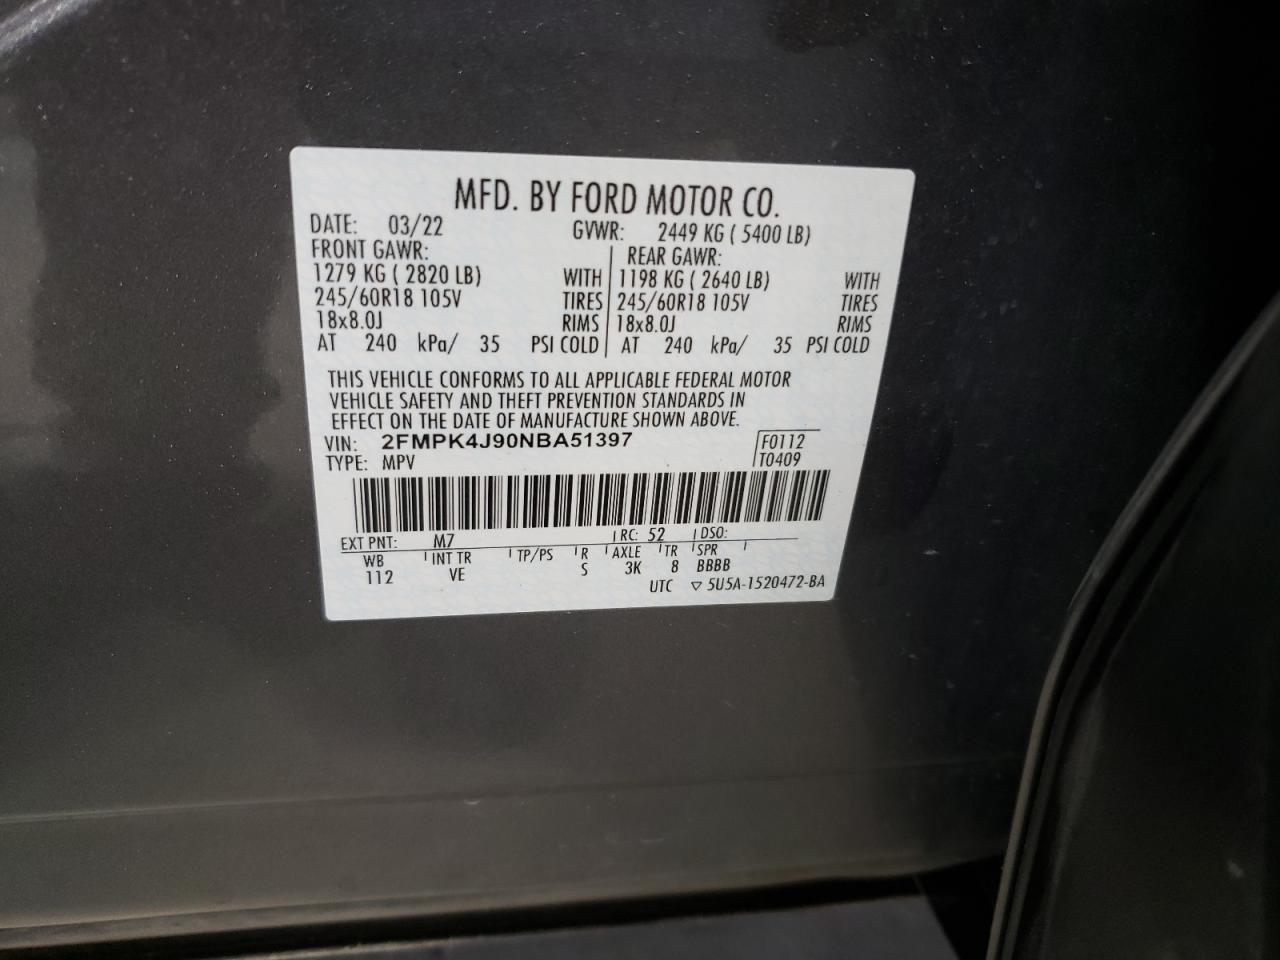 MFD. BY FORD MOTOR CO.
DATE: 03/22 GVWR: 2449 KG ( 5400 LB)
FRONT GAWR: REAR GAWR:
1279 KG ( 2820 LB) WITH 1198 KG ( 2640 LB) WITH
245/60R18 105V TIRES 245/60R18 105V TIRES
18x8.0J RIMS 18x8.0J RIMS
AT 240 kPa/ 35 PSI COLD AT 240 kPa/ 35 PSI COLD
THIS VEHICLE CONFORMS TO ALL APPLICABLE FEDERAL MOTOR
VEHICLE SAFETY AND THEFT PREVENTION STANDARDS IN
EFFECT ON THE DATE OF MANUFACTURE SHOWN ABOVE.
VIN: 2FMPK4J90NBA51397 F0112
TYPE: MPV T0409
EXT PNT: M7 RC: 52 DSO:
WB INT TR TP/PS R AXLE TR SPR
112 VE S 3K 8 BBBB
UTC ▽ 5U5A-1520472-BA